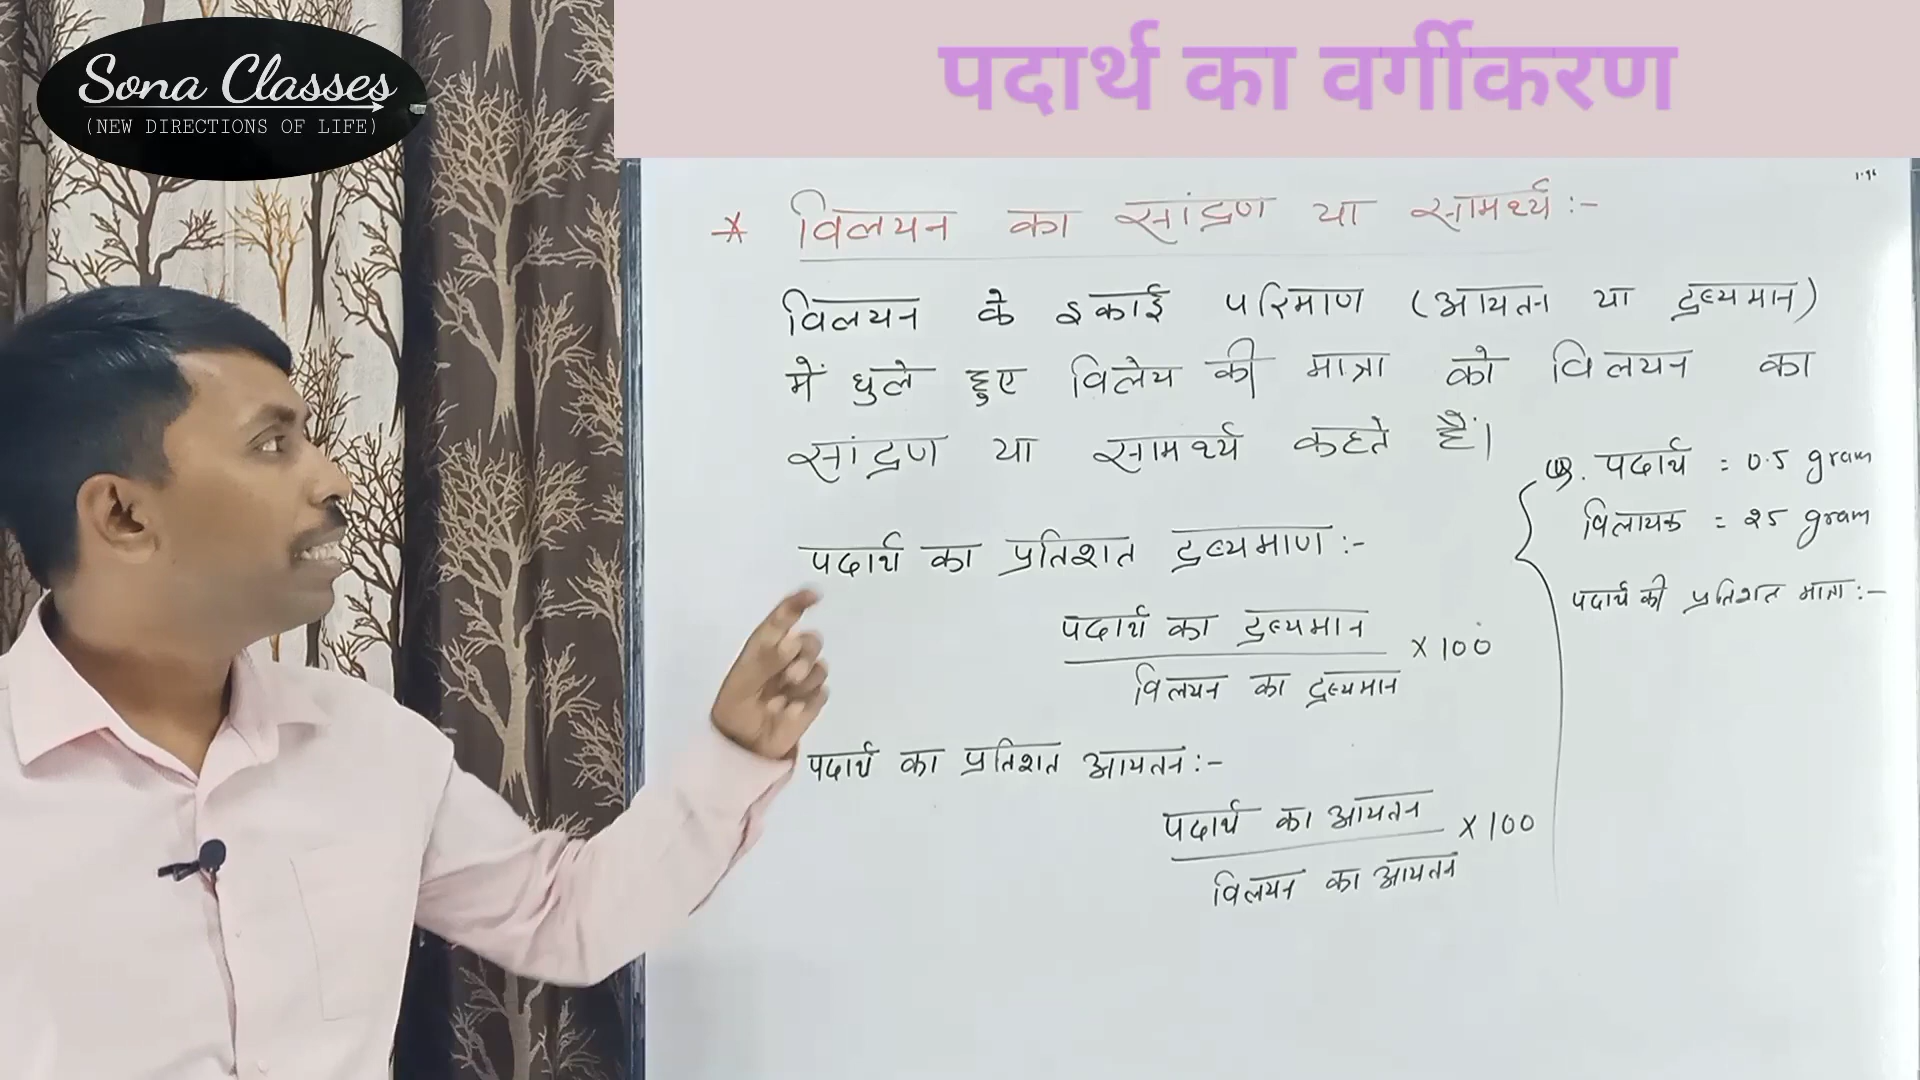 Sona Classes
(NEW DIRECTIONS OF LIFE)
पदार्थ का वर्गीकरण
* विलयन का सांद्रण या सामर्थ्य :-
विलयन के इकाई परिमाण (आयतन या द्रव्यमान)
में घुले हुए विलेय की मात्रा को विलयन का
सांद्रण या सामर्थ्य कहते हैं।
पदार्थ का प्रतिशत द्रव्यमाण :-
पदार्थ का द्रव्यमान
विलयन का द्रव्यमान
× 100
पदार्थ का प्रतिशत आयतन :-
पदार्थ का आयतन
विलयन का आयतन
× 100
Q. पदार्थ = 0.5 gram
विलायक = 25 gram
पदार्थ की प्रतिशत मात्रा :-